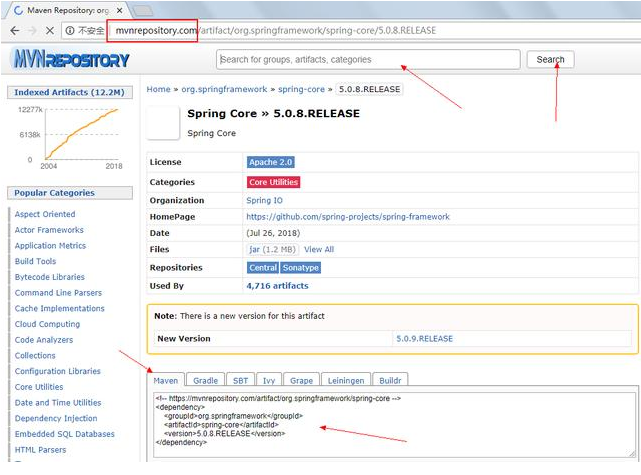 Maven Repository: org.
不安全
mvnrepository.com/artifact/org.springframework/spring-core/5.0.8.RELEASE
MVNREPOSITORY
Search for groups, artifacts, categories
Search
Indexed Artifacts (12.2M)
12277k
6138k
0
2004
2018
Popular Categories
Aspect Oriented
Actor Frameworks
Application Metrics
Build Tools
Bytecode Libraries
Command Line Parsers
Cache Implementations
Cloud Computing
Code Analyzers
Collections
Configuration Libraries
Core Utilities
Date and Time Utilities
Dependency Injection
Embedded SQL Databases
HTML Parsers
Home » org.springframework » spring-core » 5.0.8.RELEASE
Spring Core » 5.0.8.RELEASE
Spring Core
License Apache 2.0
Categories Core Utilities
Organization Spring IO
HomePage https://github.com/spring-projects/spring-framework
Date (Jul 26, 2018)
Files jar (1.2 MB) View All
Repositories Central Sonatype
Used By 4,716 artifacts
Note: There is a new version for this artifact
New Version 5.0.9.RELEASE
Maven Gradle SBT Ivy Grape Leiningen Buildr
<!-- https://mvnrepository.com/artifact/org.springframework/spring-core -->
<dependency>
<groupId>org.springframework</groupId>
<artifactId>spring-core</artifactId>
<version>5.0.8.RELEASE</version>
</dependency>